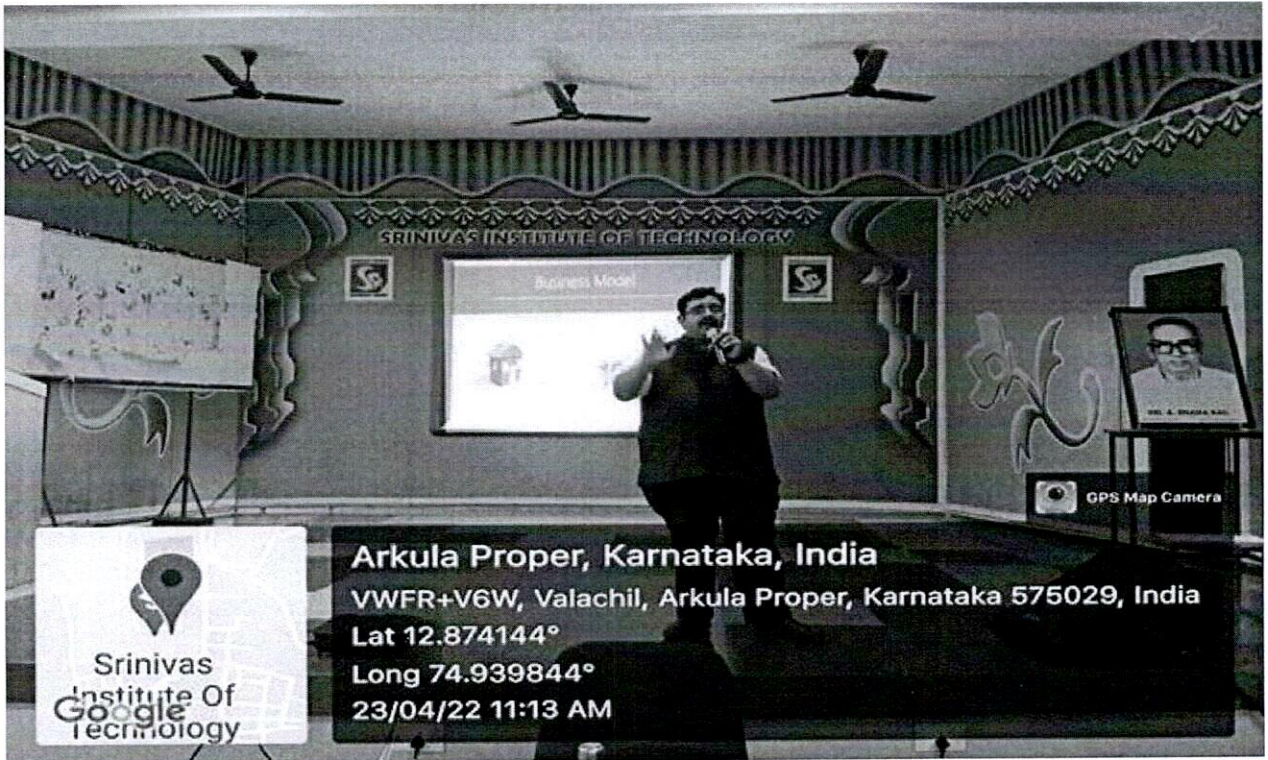 SRINIVAS INSTITUTE OF TECHNOLOGY
Business Model
GPS Map Camera
Arkula Proper, Karnataka, India
VWFR+V6W, Valachil, Arkula Proper, Karnataka 575029, India
Lat 12.874144°
Long 74.939844°
23/04/22 11:13 AM
Srinivas
Institute Of
Google
Technology